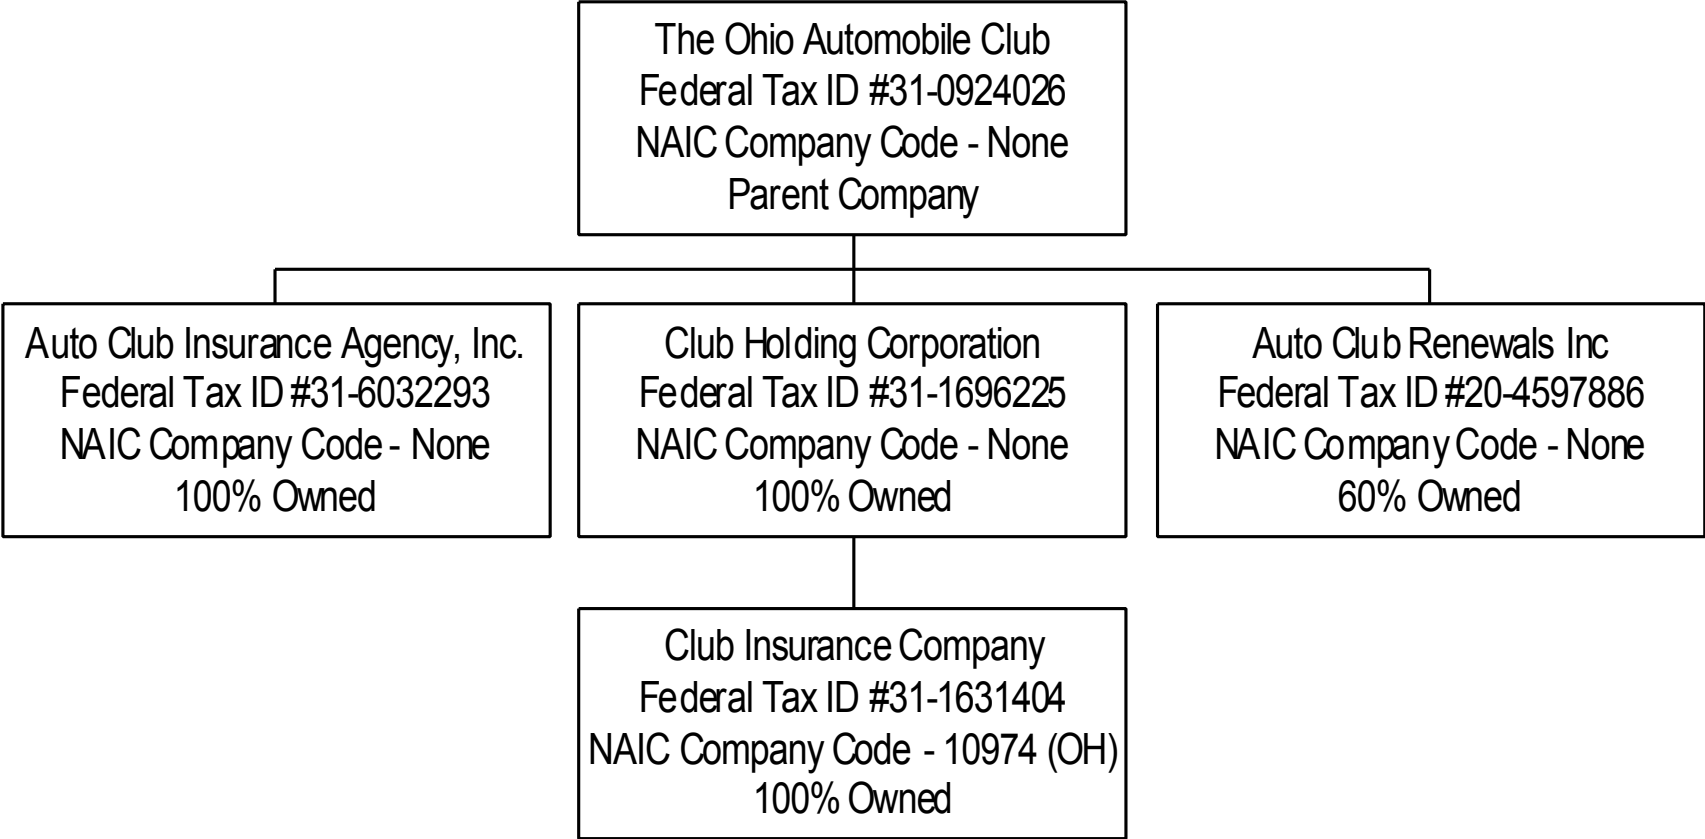 The Ohio Automobile Club
Federal Tax ID #31-0924026
NAIC Company Code - None
Parent Company
Auto Club Insurance Agency, Inc.
Federal Tax ID #31-6032293
NAIC Company Code - None
100% Owned
Club Holding Corporation
Federal Tax ID #31-1696225
NAIC Company Code - None
100% Owned
Auto Club Renewals Inc
Federal Tax ID #20-4597886
NAIC Company Code - None
60% Owned
Club Insurance Company
Federal Tax ID #31-1631404
NAIC Company Code - 10974 (OH)
100% Owned